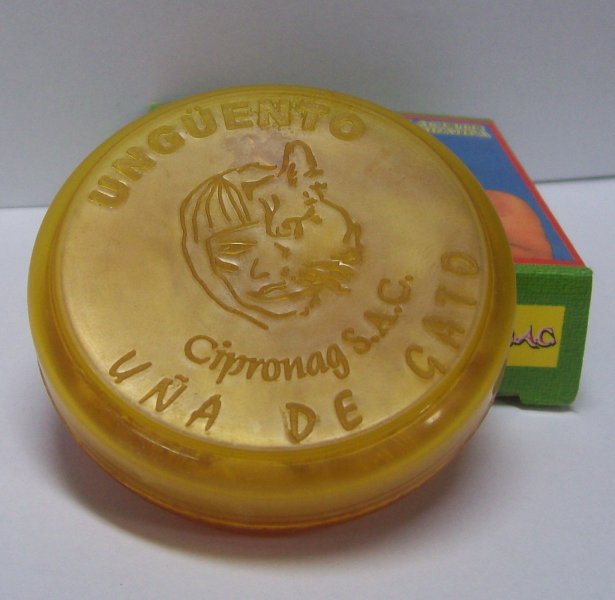 UNGÜENTO
Cipronag S.A.C.
UÑA DE GATO